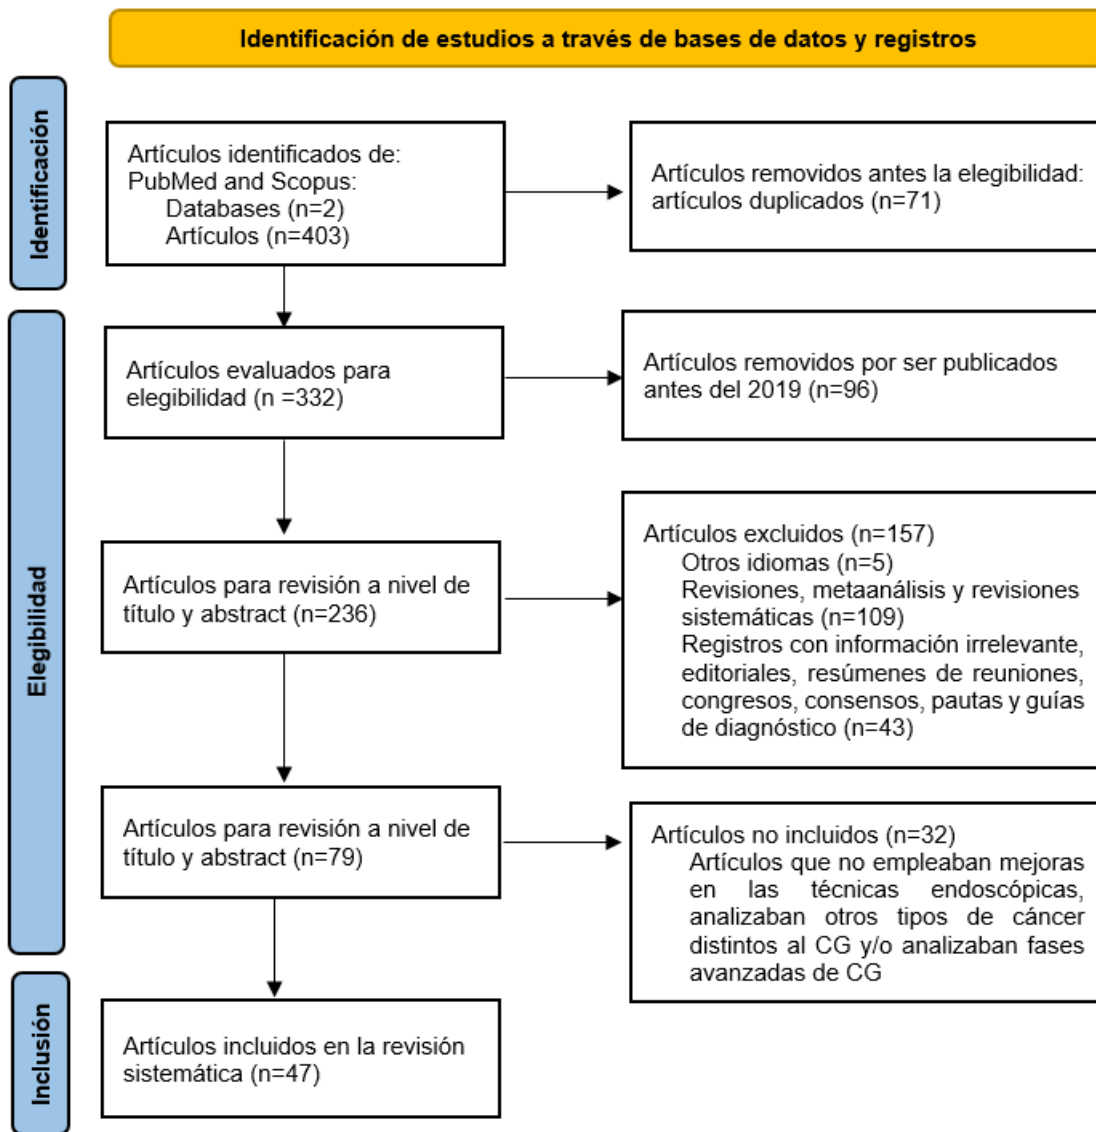 Identificación de estudios a través de bases de datos y registros
Identificación
Artículos identificados de:
PubMed and Scopus:
Databases (n=2)
Artículos (n=403)
Artículos removidos antes la elegibilidad:
artículos duplicados (n=71)
Elegibilidad
Artículos evaluados para
elegibilidad (n =332)
Artículos removidos por ser publicados
antes del 2019 (n=96)
Artículos para revisión a nivel de
título y abstract (n=236)
Artículos excluidos (n=157)
Otros idiomas (n=5)
Revisiones, metaanálisis y revisiones
sistemáticas (n=109)
Registros con información irrelevante,
editoriales, resúmenes de reuniones,
congresos, consensos, pautas y guías
de diagnóstico (n=43)
Artículos para revisión a nivel de
título y abstract (n=79)
Artículos no incluidos (n=32)
Artículos que no empleaban mejoras
en las técnicas endoscópicas,
analizaban otros tipos de cáncer
distintos al CG y/o analizaban fases
avanzadas de CG
Inclusión
Artículos incluidos en la revisión
sistemática (n=47)